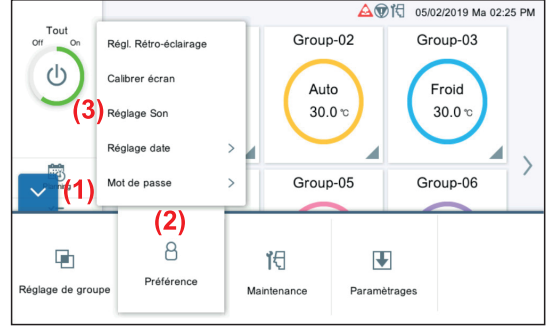 05/02/2019 Ma 02:25 PM
Tout
Off On
Régl. Rétro-éclairage
Calibrer écran
(3) Réglage Son
Réglage date >
Mot de passe >
Group-02
Auto
30.0 °C
Group-03
Froid
30.0 °C
(1)
Group-05
Group-06
(2)
Réglage de groupe
Préférence
Maintenance
Paramètrages